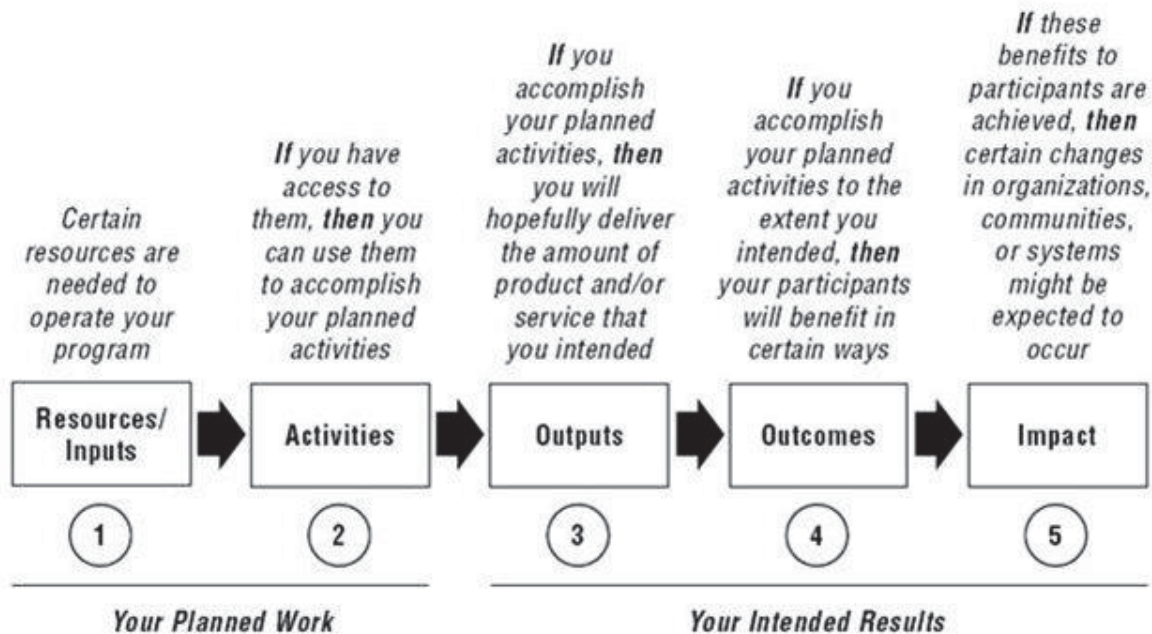 Certain
resources are
needed to
operate your
program
If you have
access to
them, then you
can use them
to accomplish
your planned
activities
If you
accomplish
your planned
activities, then
you will
hopefully deliver
the amount of
product and/or
service that
you intended
If you
accomplish
your planned
activities to the
extent you
intended, then
your participants
will benefit in
certain ways
If these
benefits to
participants are
achieved, then
certain changes
in organizations,
communities,
or systems
might be
expected to
occur
Resources/
Inputs
Activities
Outputs
Outcomes
Impact
1
2
3
4
5
Your Planned Work
Your Intended Results